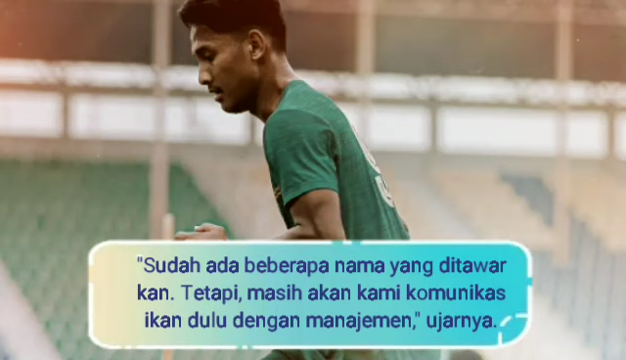 "Sudah ada beberapa nama yang ditawar
kan. Tetapi, masih akan kami komunikas
ikan dulu dengan manajemen," ujarnya.